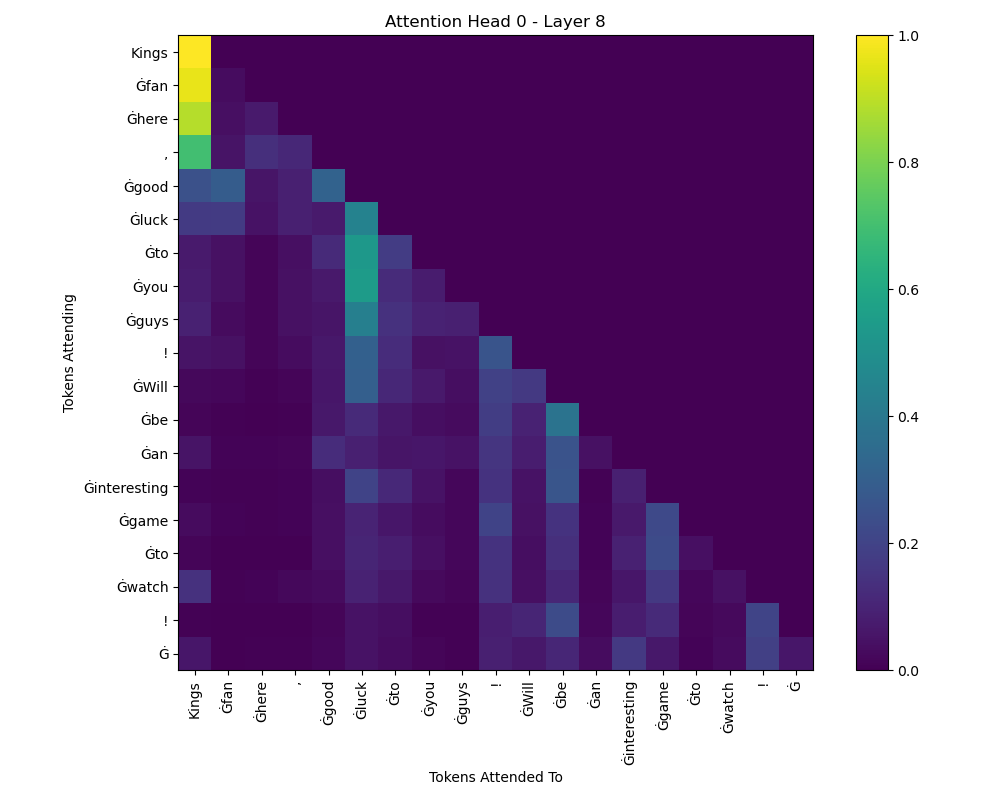 Attention Head 0 - Layer 8
Tokens Attending
Kings
Ġfan
Ġhere
,
Ġgood
Ġluck
Ġto
Ġyou
Ġguys
!
ĠWill
Ġbe
Ġan
Ġinteresting
Ġgame
Ġto
Ġwatch
!
Ġ
Kings
Ġfan
Ġhere
,
Ġgood
Ġluck
Ġto
Ġyou
Ġguys
!
ĠWill
Ġbe
Ġan
Ġinteresting
Ġgame
Ġto
Ġwatch
!
Ġ
Tokens Attended To
1.0
0.8
0.6
0.4
0.2
0.0